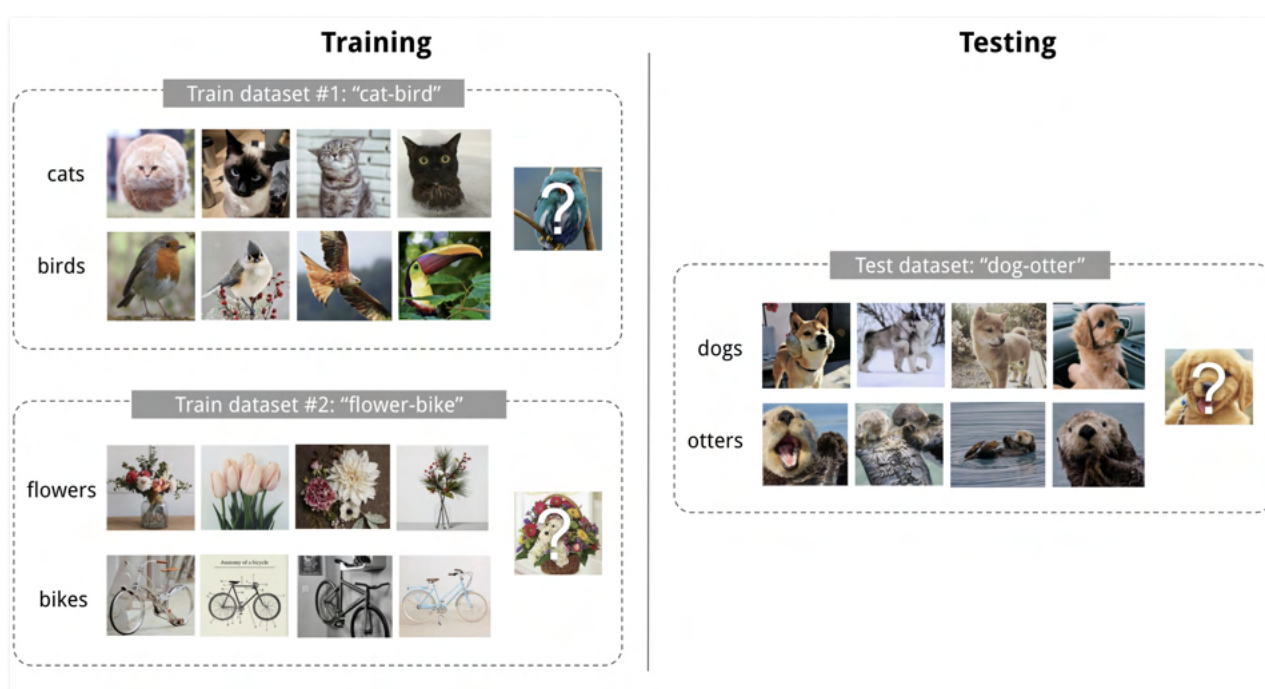 Training
Testing
Train dataset #1: “cat-bird”
cats
?
birds
Train dataset #2: “flower-bike”
flowers
?
Anatomy of a bicycle
bikes
Test dataset: “dog-otter”
dogs
?
otters